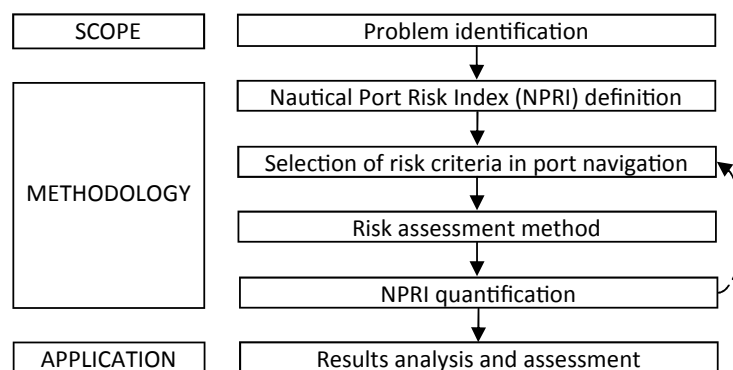 SCOPE
Problem identification
Nautical Port Risk Index (NPRI) definition
Selection of risk criteria in port navigation
METHODOLOGY
Risk assessment method
NPRI quantification
APPLICATION
Results analysis and assessment